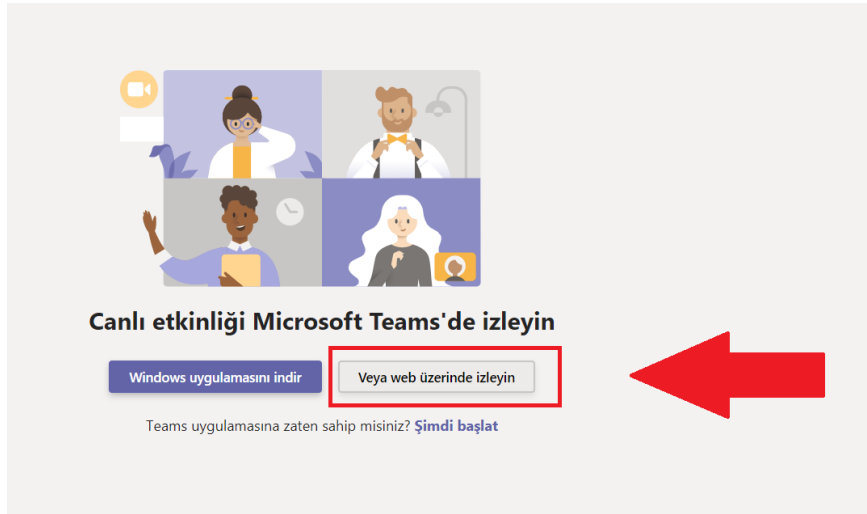 Canlı etkinliği Microsoft Teams'de izleyin
Windows uygulamasını indir
Veya web üzerinde izleyin
Teams uygulamasına zaten sahip misiniz? Şimdi başlat